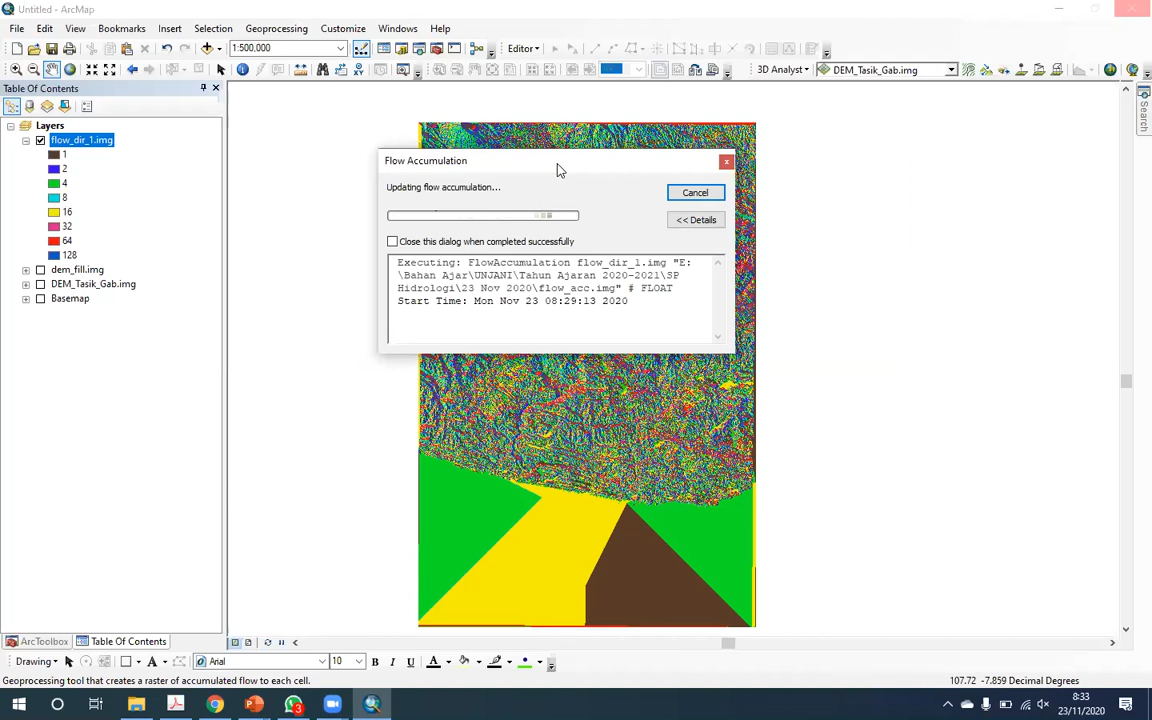 Untitled - ArcMap
File Edit View Bookmarks Insert Selection Geoprocessing Customize Windows Help
1:500,000
Editor
3D Analyst
DEM_Tasik_Gab.img
Table Of Contents
Search
Layers
flow_dir_1.img
1
2
4
8
16
32
64
128
dem_fill.img
DEM_Tasik_Gab.img
Basemap
Flow Accumulation
Updating flow accumulation...
Cancel
<< Details
Close this dialog when completed successfully
Executing: FlowAccumulation flow_dir_1.img "E:
\Bahan Ajar\UNJANI\Tahun Ajaran 2020-2021\SP
Hidrologi\23 Nov 2020\flow_acc.img" # FLOAT
Start Time: Mon Nov 23 08:29:13 2020
ArcToolbox
Table Of Contents
Drawing
A
Arial
10
B I U A
Geoprocessing tool that creates a raster of accumulated flow to each cell.
107.72 -7.859 Decimal Degrees
3
8:33
23/11/2020